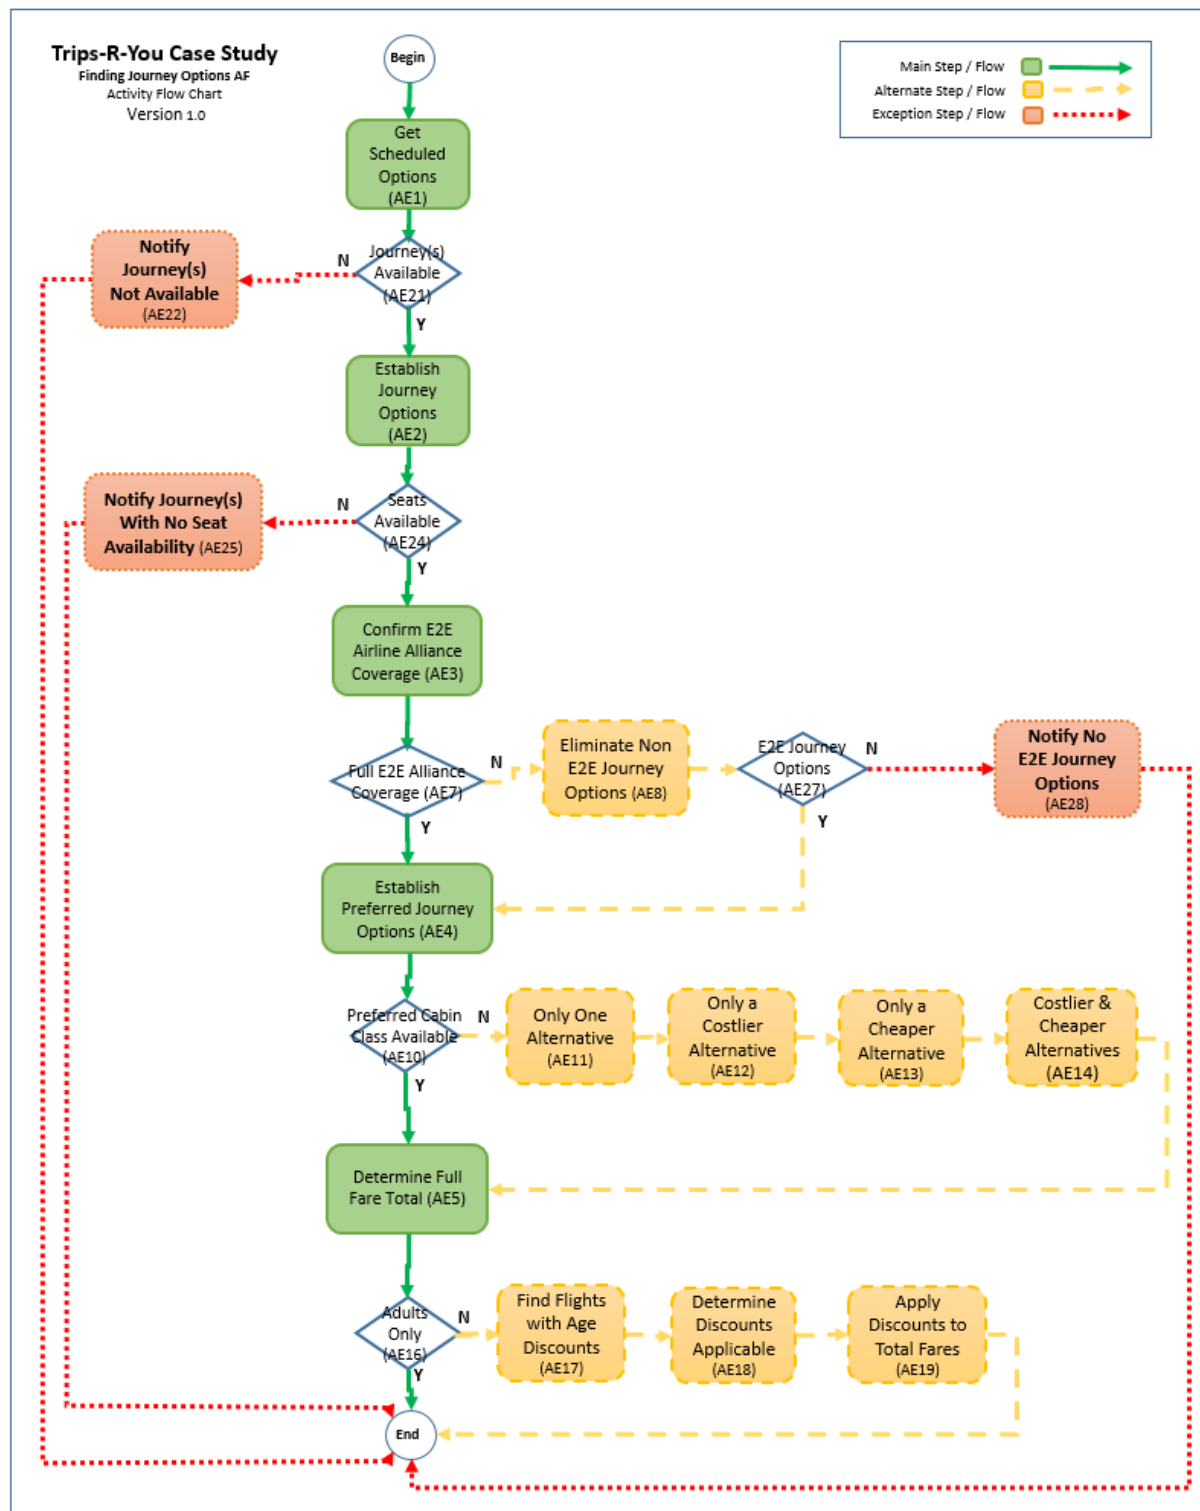 Trips-R-You Case Study
Finding Journey Options AF
Activity Flow Chart
Version 1.0
Main Step / Flow
Alternate Step / Flow
Exception Step / Flow
Begin
Get
Scheduled
Options
(AE1)
Journey(s)
Available
(AE21)
N
Y
Notify
Journey(s)
Not Available
(AE22)
Establish
Journey
Options
(AE2)
Seats
Available
(AE24)
N
Y
Notify Journey(s)
With No Seat
Availability (AE25)
Confirm E2E
Airline Alliance
Coverage (AE3)
Full E2E Alliance
Coverage (AE7)
N
Y
Eliminate Non
E2E Journey
Options (AE8)
E2E Journey
Options
(AE27)
N
Y
Notify No
E2E Journey
Options
(AE28)
Establish
Preferred Journey
Options (AE4)
Preferred Cabin
Class Available
(AE10)
N
Y
Only One
Alternative
(AE11)
Only a
Costlier
Alternative
(AE12)
Only a
Cheaper
Alternative
(AE13)
Costlier &
Cheaper
Alternatives
(AE14)
Determine Full
Fare Total (AE5)
Adults
Only
(AE16)
N
Y
Find Flights
with Age
Discounts
(AE17)
Determine
Discounts
Applicable
(AE18)
Apply
Discounts to
Total Fares
(AE19)
End